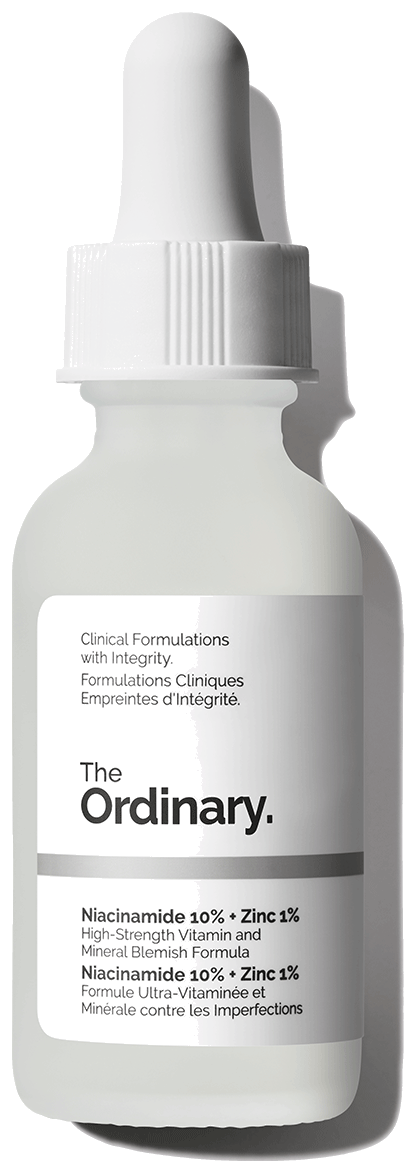 Clinical Formulations
with Integrity.
Formulations Cliniques
Empreintes d'Intégrité.
The
Ordinary.
Niacinamide 10% + Zinc 1%
High-Strength Vitamin and
Mineral Blemish Formula
Niacinamide 10% + Zinc 1%
Formule Ultra-Vitaminée et
Minérale contre les Imperfections